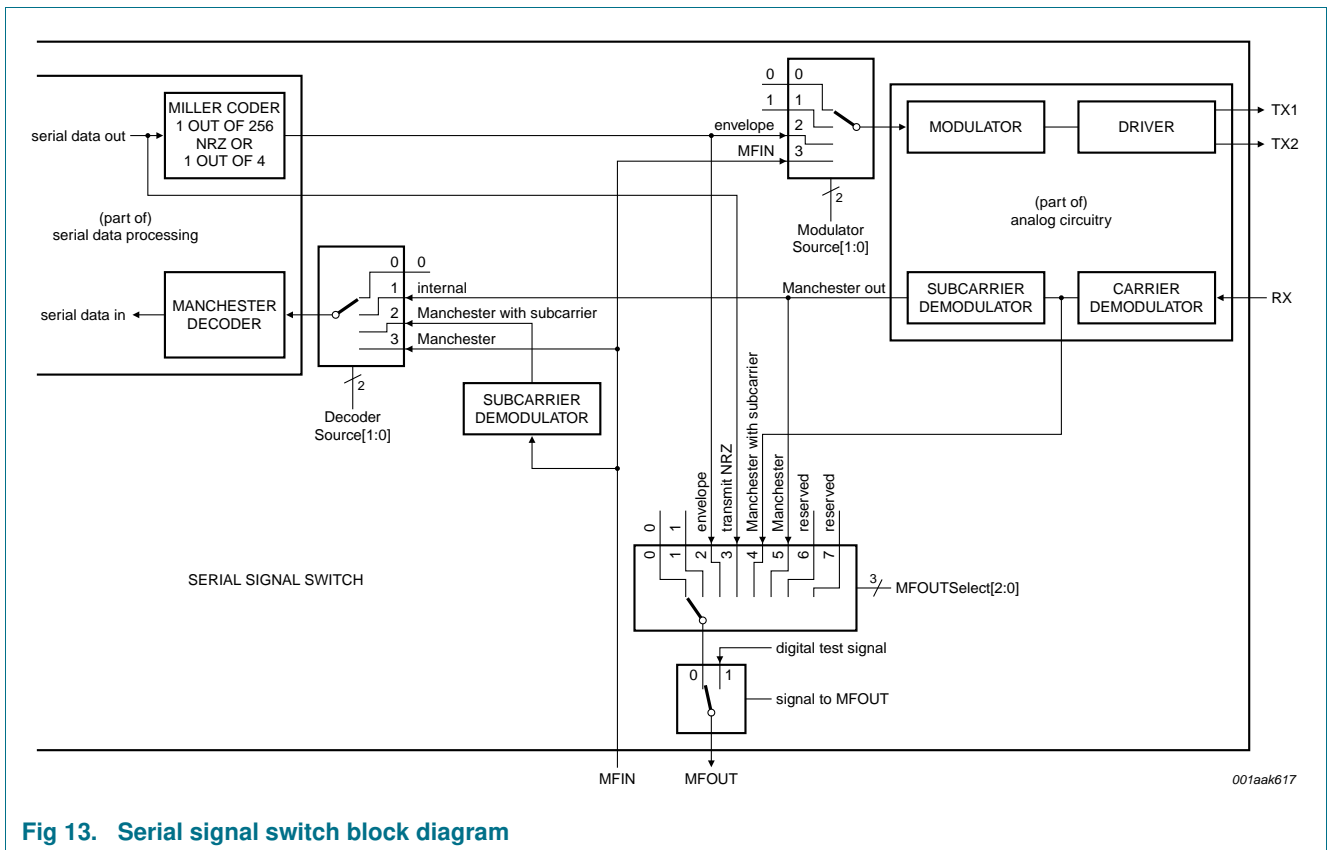 serial data out
MILLER CODER
1 OUT OF 256
NRZ OR
1 OUT OF 4
(part of)
serial data processing
serial data in
MANCHESTER
DECODER
0 0
1 internal
2 Manchester with subcarrier
3 Manchester
2
Decoder
Source[1:0]
SUBCARRIER
DEMODULATOR
0 0
1 1
envelope 2
MFIN 3
2
Modulator
Source[1:0]
MODULATOR
DRIVER
TX1
TX2
(part of)
analog circuitry
Manchester out
SUBCARRIER
DEMODULATOR
CARRIER
DEMODULATOR
RX
0
1
envelope
transmit NRZ
Manchester with subcarrier
Manchester
reserved
reserved
0 1 2 3 4 5 6 7
3
MFOUTSelect[2:0]
SERIAL SIGNAL SWITCH
digital test signal
0 1
signal to MFOUT
MFIN
MFOUT
001aak617
Fig 13. Serial signal switch block diagram